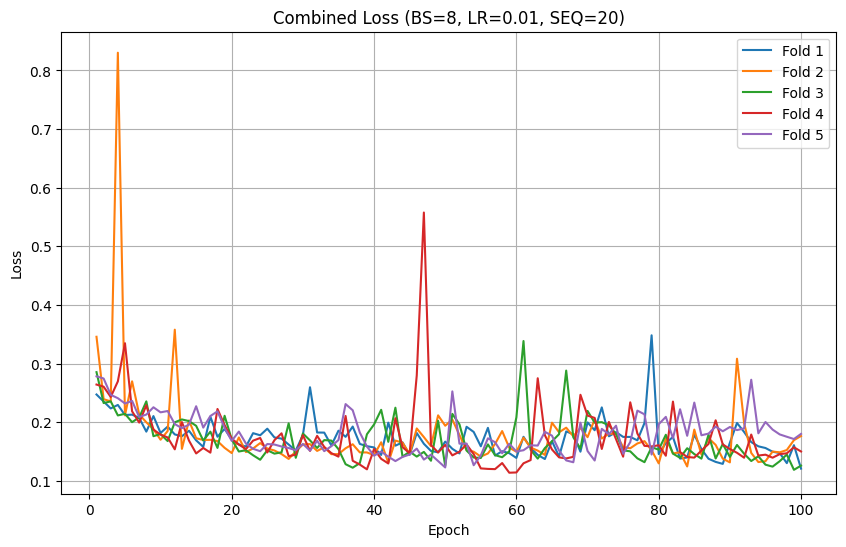 Combined Loss (BS=8, LR=0.01, SEQ=20)
Fold 1
Fold 2
Fold 3
Fold 4
Fold 5
Loss
0.8
0.7
0.6
0.5
0.4
0.3
0.2
0.1
0 20 40 60 80 100
Epoch